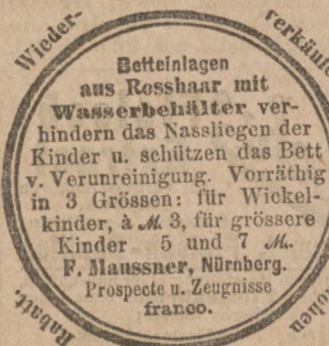 Wieder-
verkäufe
Betteinlagen
aus Rosshaar mit
Wasserbehälter ver-
hindern das Nassliegen der
Kinder u. schützen das Bett
v. Verunreinigung. Vorräthig
in 3 Grössen: für Wickel-
kinder, à ℳ. 3, für grössere
Kinder 5 und 7 ℳ.
F. Maussner, Nürnberg.
Prospecte u. Zeugnisse
franco.
Rabatt.